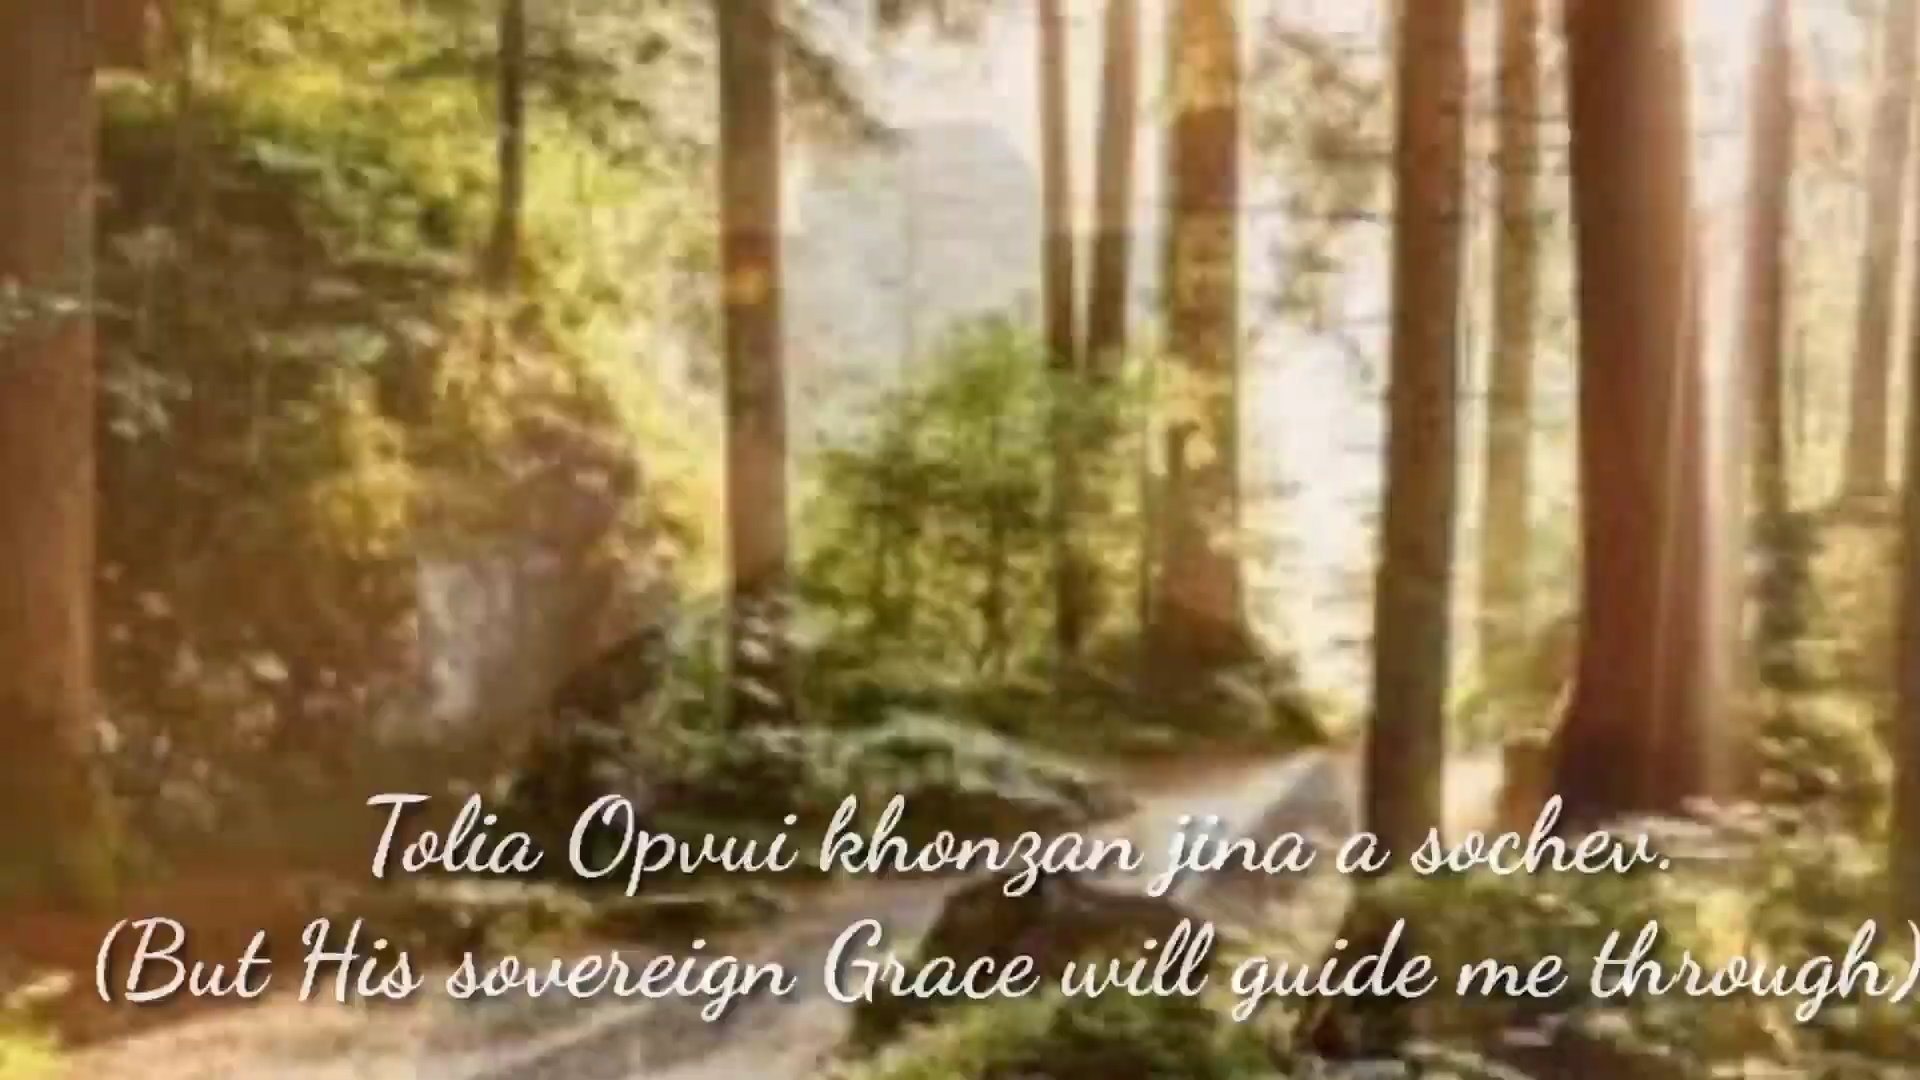 Tolia Opvui khonzan jina a sochev.
(But His sovereign Grace will guide me through)